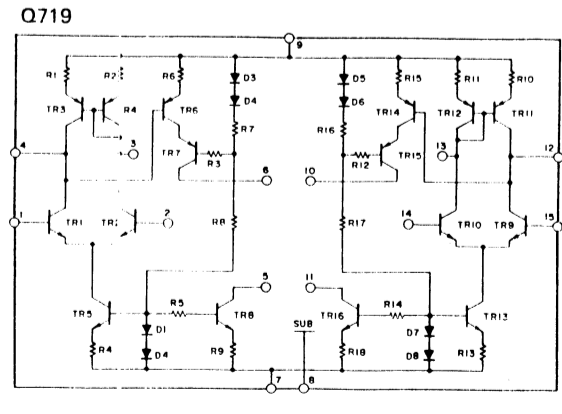 Q719
9
R1 R2 R6 D3 D5 R15 R11 R10
TR3 R4 TR6 D4 D6 TR14 TR12 TR11
4 3 TR7 R3 R7 R16 R12 TR15 13 12
6 10
1 TR1 TR2 2 R8 R17 14 TR10 TR9 15
5 11
TR5 R5 TR8 TR16 R14 TR13
D1 SUB D7
R4 D4 R9 R18 D8 R13
7 8